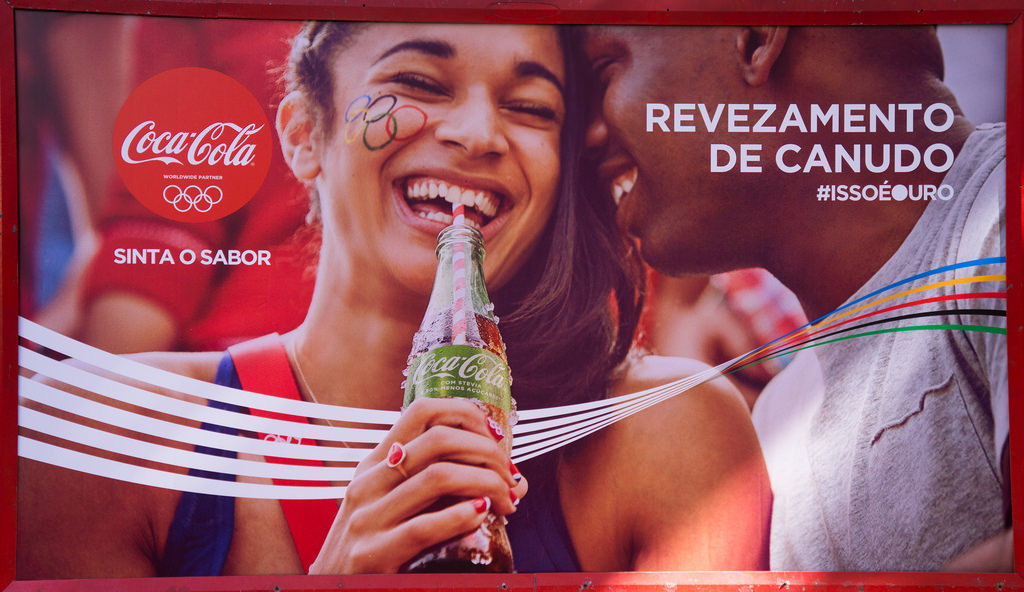 Coca-Cola
WORLDWIDE PARTNER
SINTA O SABOR
REVEZAMENTO
DE CANUDO
#ISSOÉOURO
Coca-Cola
COM STEVIA